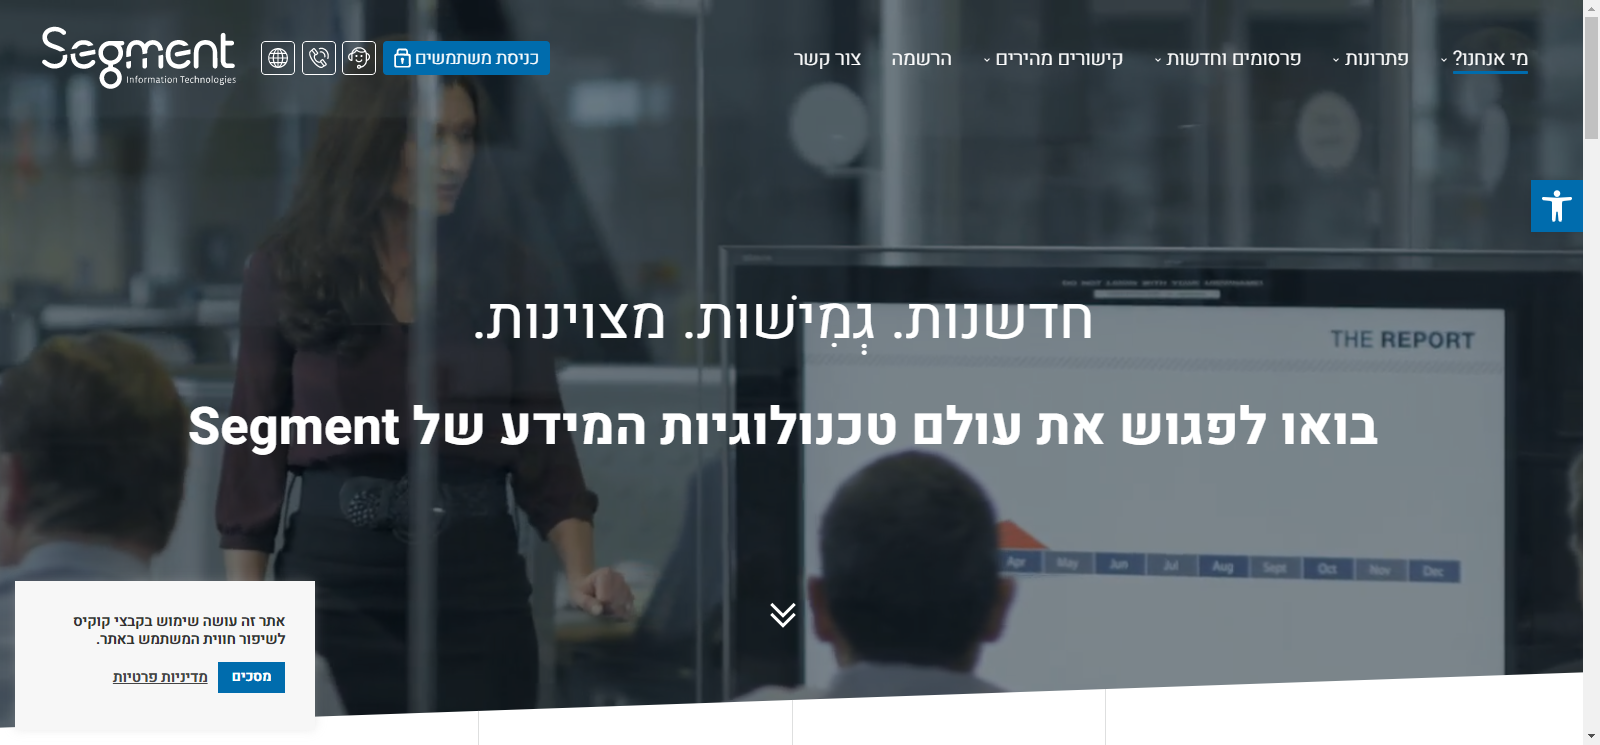 Segment
Information Technologies
כניסת משתמשים
מי אנחנו?
פתרונות
פרסומים וחדשות
קישורים מהירים
הרשמה
צור קשר
חדשנות. גְמִישׁוּת. מצוינות.
THE REPORT
בואו לפגוש את עולם טכנולוגיות המידע של Segment
Apr May Jun Jul Aug Sept Oct Nov Dec
אתר זה עושה שימוש בקבצי קוקיס
לשיפור חווית המשתמש באתר.
מסכים
מדיניות פרטיות